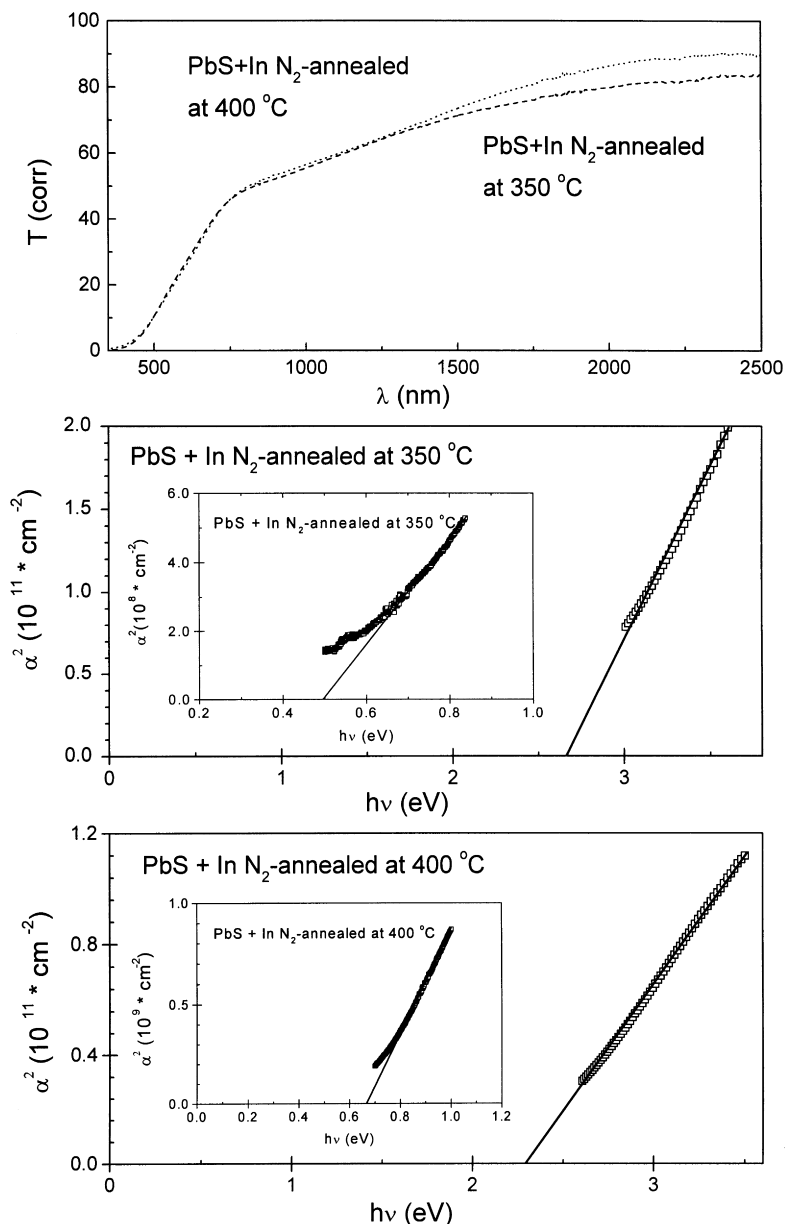 100
80
60
40
20
0
T (corr)
PbS+In N₂-annealed
at 400 °C
PbS+In N₂-annealed
at 350 °C
500 1000 1500 2000 2500
λ (nm)
2.0
1.5
1.0
0.5
0.0
α² (10¹¹ * cm⁻²)
PbS + In N₂-annealed at 350 °C
6.0
4.0
2.0
0.0
α² (10⁸ * cm⁻²)
PbS + In N₂-annealed at 350 °C
0.2 0.4 0.6 0.8 1.0
hν (eV)
0 1 2 3
hν (eV)
1.2
0.8
0.4
0.0
α² (10¹¹ * cm⁻²)
PbS + In N₂-annealed at 400 °C
1.0
0.5
0.0
α² (10⁹ * cm⁻²)
PbS + In N₂-annealed at 400 °C
0.0 0.2 0.4 0.6 0.8 1.0 1.2
hν (eV)
0 1 2 3
hν (eV)